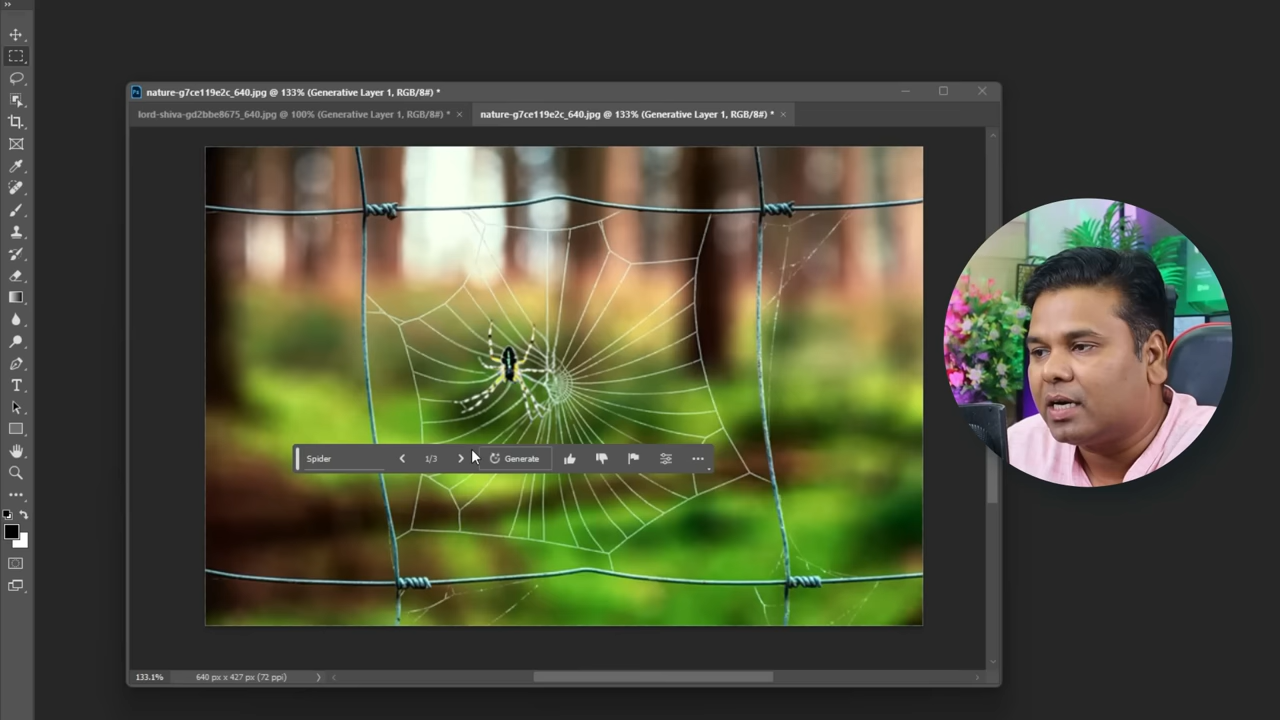 nature-g7ce119e2c_640.jpg @ 133% (Generative Layer 1, RGB/8#) *
lord-shiva-gd2bbe8675_640.jpg @ 100% (Generative Layer 1, RGB/8#) * ×
nature-g7ce119e2c_640.jpg @ 133% (Generative Layer 1, RGB/8#) * ×
Spider
1/3
Generate
133.1%
640 px x 427 px (72 ppi)
Ps
T